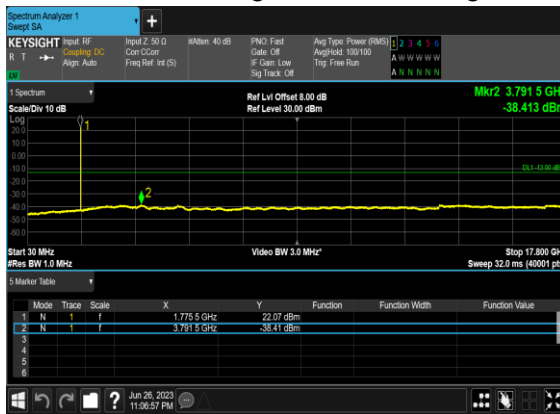 Spectrum Analyzer 1
Swept SA
KEYSIGHT
R T
LXI
Input: RF
Coupling: DC
Align: Auto
Input Z: 50 Ω
Corr CCorr
Freq Ref: Int (S)
#Atten: 40 dB
PNO: Fast
Gate: Off
IF Gain: Low
Sig Track: Off
Avg Type: Power (RMS)
Avg|Hold: 100/100
Trig: Free Run
1 2 3 4 5 6
A W W W W W
A N N N N N
1 Spectrum
Scale/Div 10 dB
Ref Lvl Offset 8.00 dB
Ref Level 30.00 dBm
Mkr2 3.791 5 GH
-38.413 dBr
Log
20.0
10.0
0.00
-10.0
-20.0
-30.0
-40.0
-50.0
-60.0
1
2
DL1 -13.00 dB
Start 30 MHz
#Res BW 1.0 MHz
Video BW 3.0 MHz*
Stop 17.800 GH
Sweep 32.0 ms (40001 pt
5 Marker Table
Mode Trace Scale X Y Function Function Width Function Value
1 N 1 f 1.775 5 GHz 22.07 dBm
2 N 1 f 3.791 5 GHz -38.41 dBm
3
4
5
6
?
Jun 26, 2023
11:06:57 PM